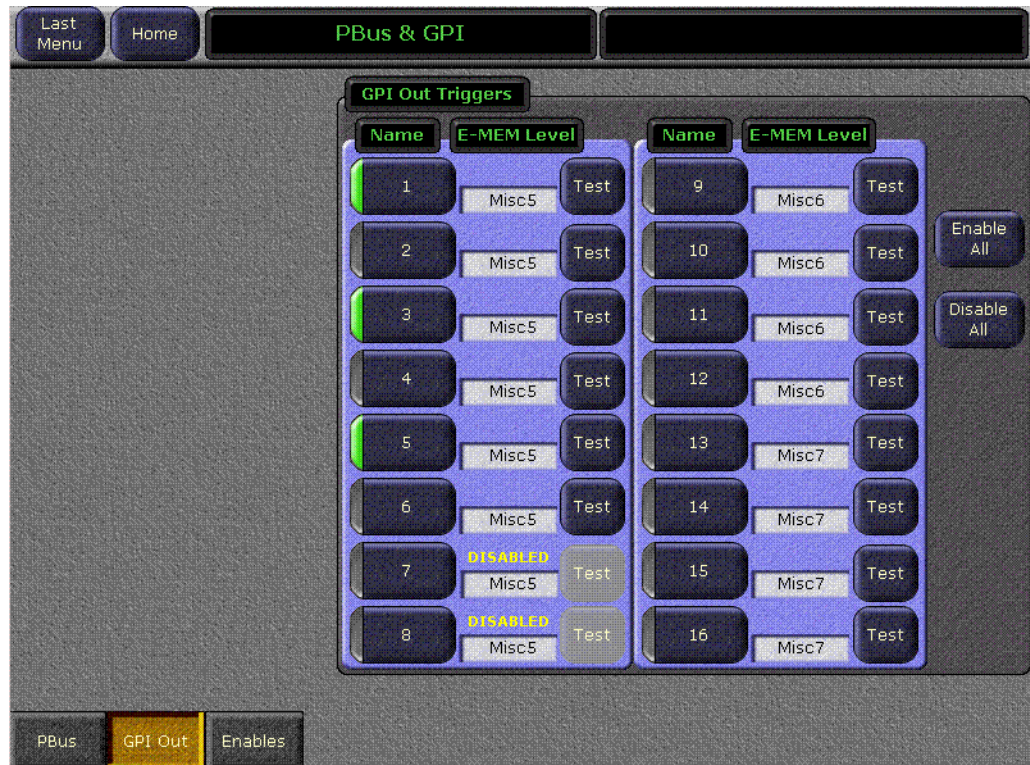 Last Menu
Home
PBus & GPI
GPI Out Triggers
Name E-MEM Level Name E-MEM Level
1 Misc5 Test 9 Misc6 Test
2 Misc5 Test 10 Misc6 Test
Enable All
3 Misc5 Test 11 Misc6 Test
Disable All
4 Misc5 Test 12 Misc6 Test
5 Misc5 Test 13 Misc7 Test
6 Misc5 Test 14 Misc7 Test
7 DISABLED Misc5 Test 15 Misc7 Test
8 DISABLED Misc5 Test 16 Misc7 Test
PBus GPI Out Enables